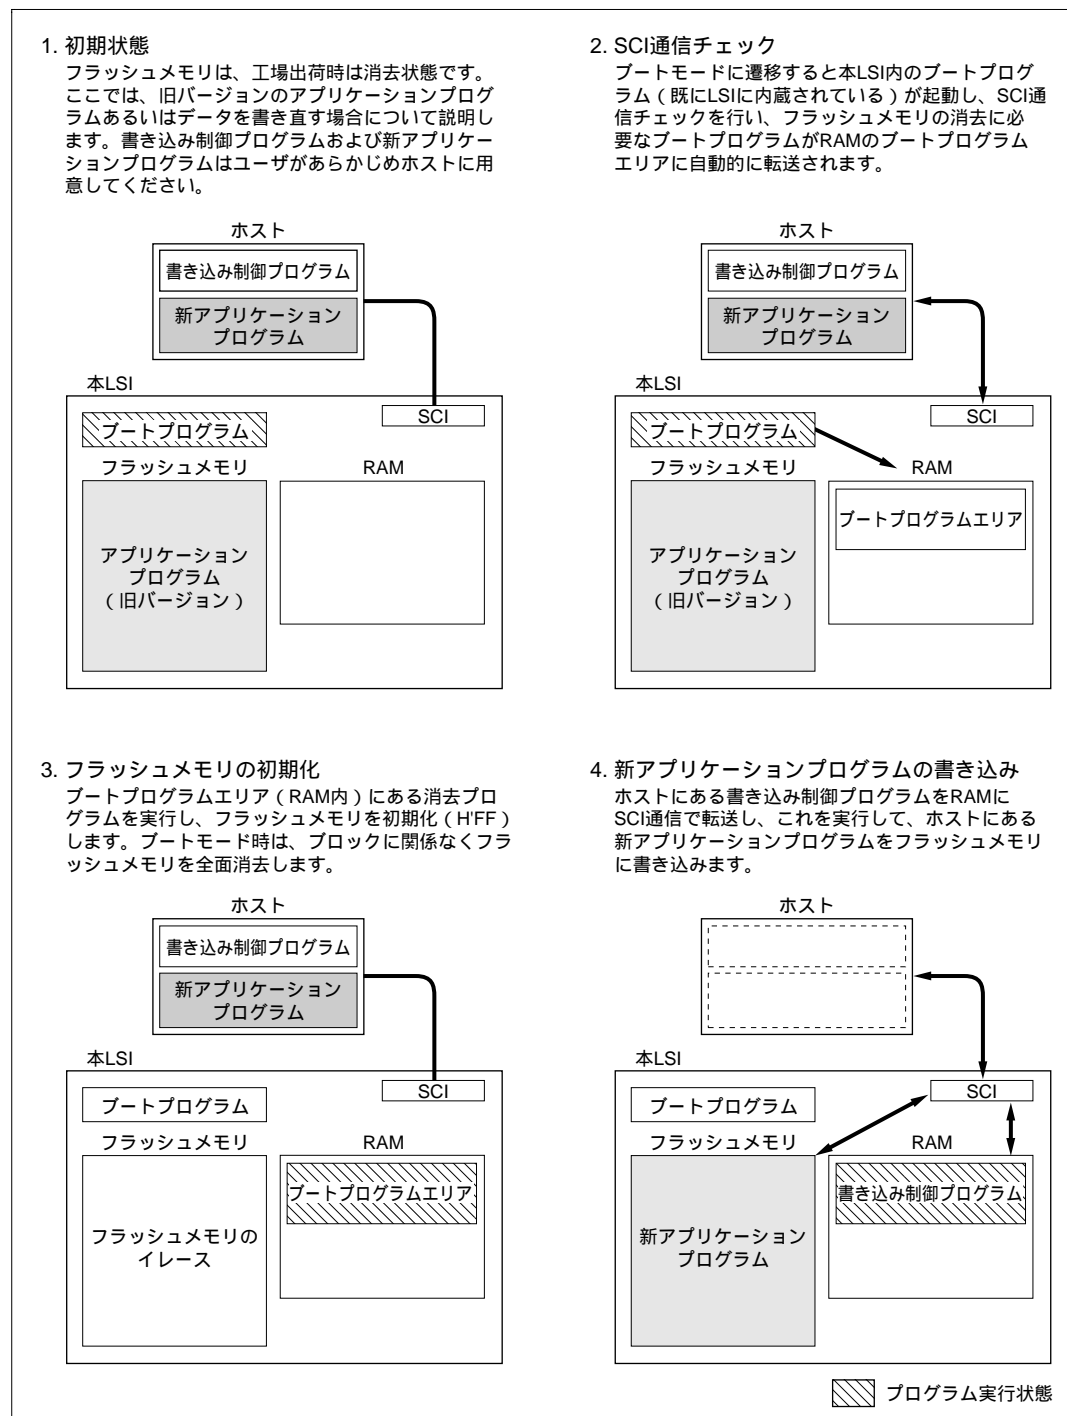 1. 初期状態
フラッシュメモリは、工場出荷時は消去状態です。
ここでは、旧バージョンのアプリケーションプログ
ラムあるいはデータを書き直す場合について説明し
ます。書き込み制御プログラムおよび新アプリケー
ションプログラムはユーザがあらかじめホストに用
意してください。
ホスト
書き込み制御プログラム
新アプリケーション
プログラム
本LSI
SCI
ブートプログラム
フラッシュメモリ
RAM
アプリケーション
プログラム
（旧バージョン）
2. SCI通信チェック
ブートモードに遷移すると本LSI内のブートプログ
ラム（既にLSIに内蔵されている）が起動し、SCI通
信チェックを行い、フラッシュメモリの消去に必
要なブートプログラムがRAMのブートプログラム
エリアに自動的に転送されます。
ホスト
書き込み制御プログラム
新アプリケーション
プログラム
本LSI
SCI
ブートプログラム
フラッシュメモリ
RAM
ブートプログラムエリア
アプリケーション
プログラム
（旧バージョン）
3. フラッシュメモリの初期化
ブートプログラムエリア（RAM内）にある消去プロ
グラムを実行し、フラッシュメモリを初期化（H'FF）
します。ブートモード時は、ブロックに関係なくフラ
ッシュメモリを全面消去します。
ホスト
書き込み制御プログラム
新アプリケーション
プログラム
本LSI
SCI
ブートプログラム
フラッシュメモリ
RAM
ブートプログラムエリア
フラッシュメモリの
イレース
4. 新アプリケーションプログラムの書き込み
ホストにある書き込み制御プログラムをRAMに
SCI通信で転送し、これを実行して、ホストにある
新アプリケーションプログラムをフラッシュメモリ
に書き込みます。
ホスト
本LSI
SCI
ブートプログラム
フラッシュメモリ
RAM
書き込み制御プログラム
新アプリケーション
プログラム
プログラム実行状態